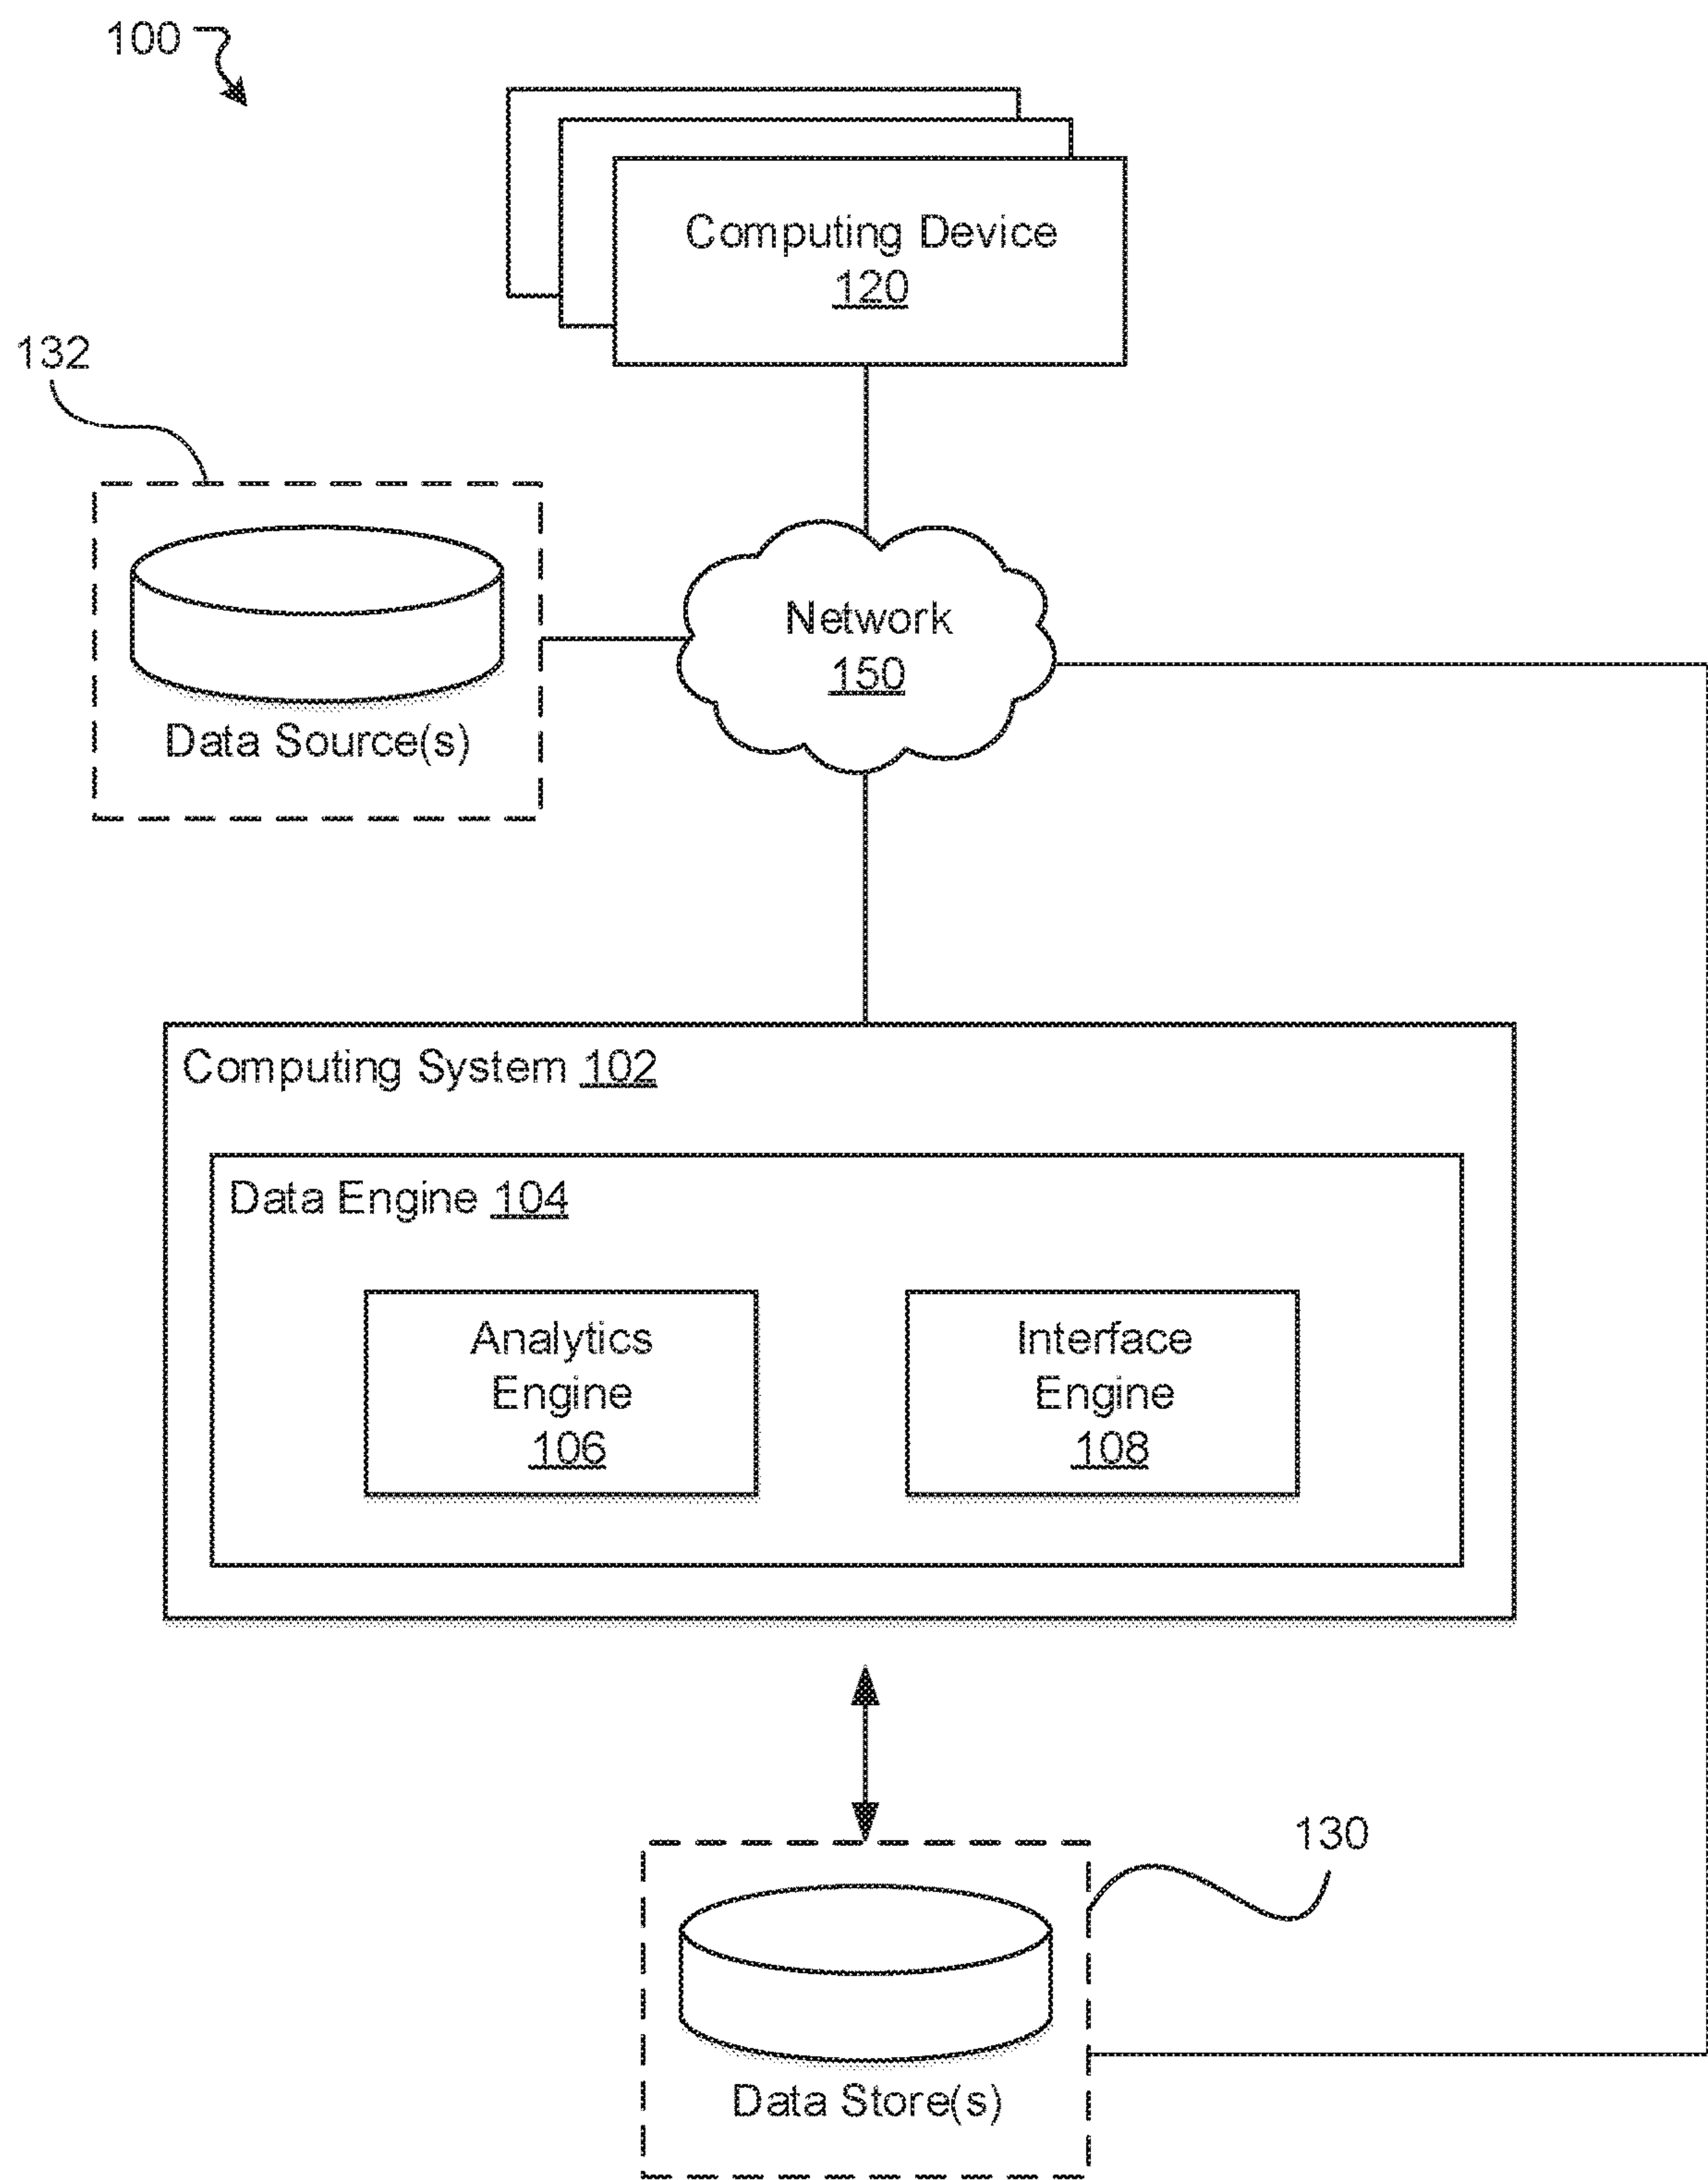 100
Computing Device
120
132
Network
150
Data Source(s)
Computing System 102
Data Engine 104
Analytics
Engine
106
Interface
Engine
108
130
Data Store(s)